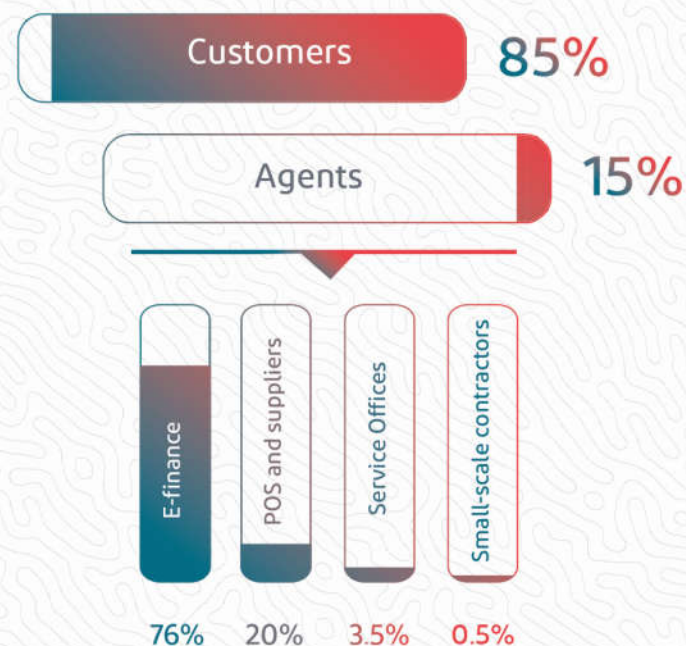 Customers
85%
Agents
15%
E-finance
POS and suppliers
Service Offices
Small-scale contractors
76%
20%
3.5%
0.5%